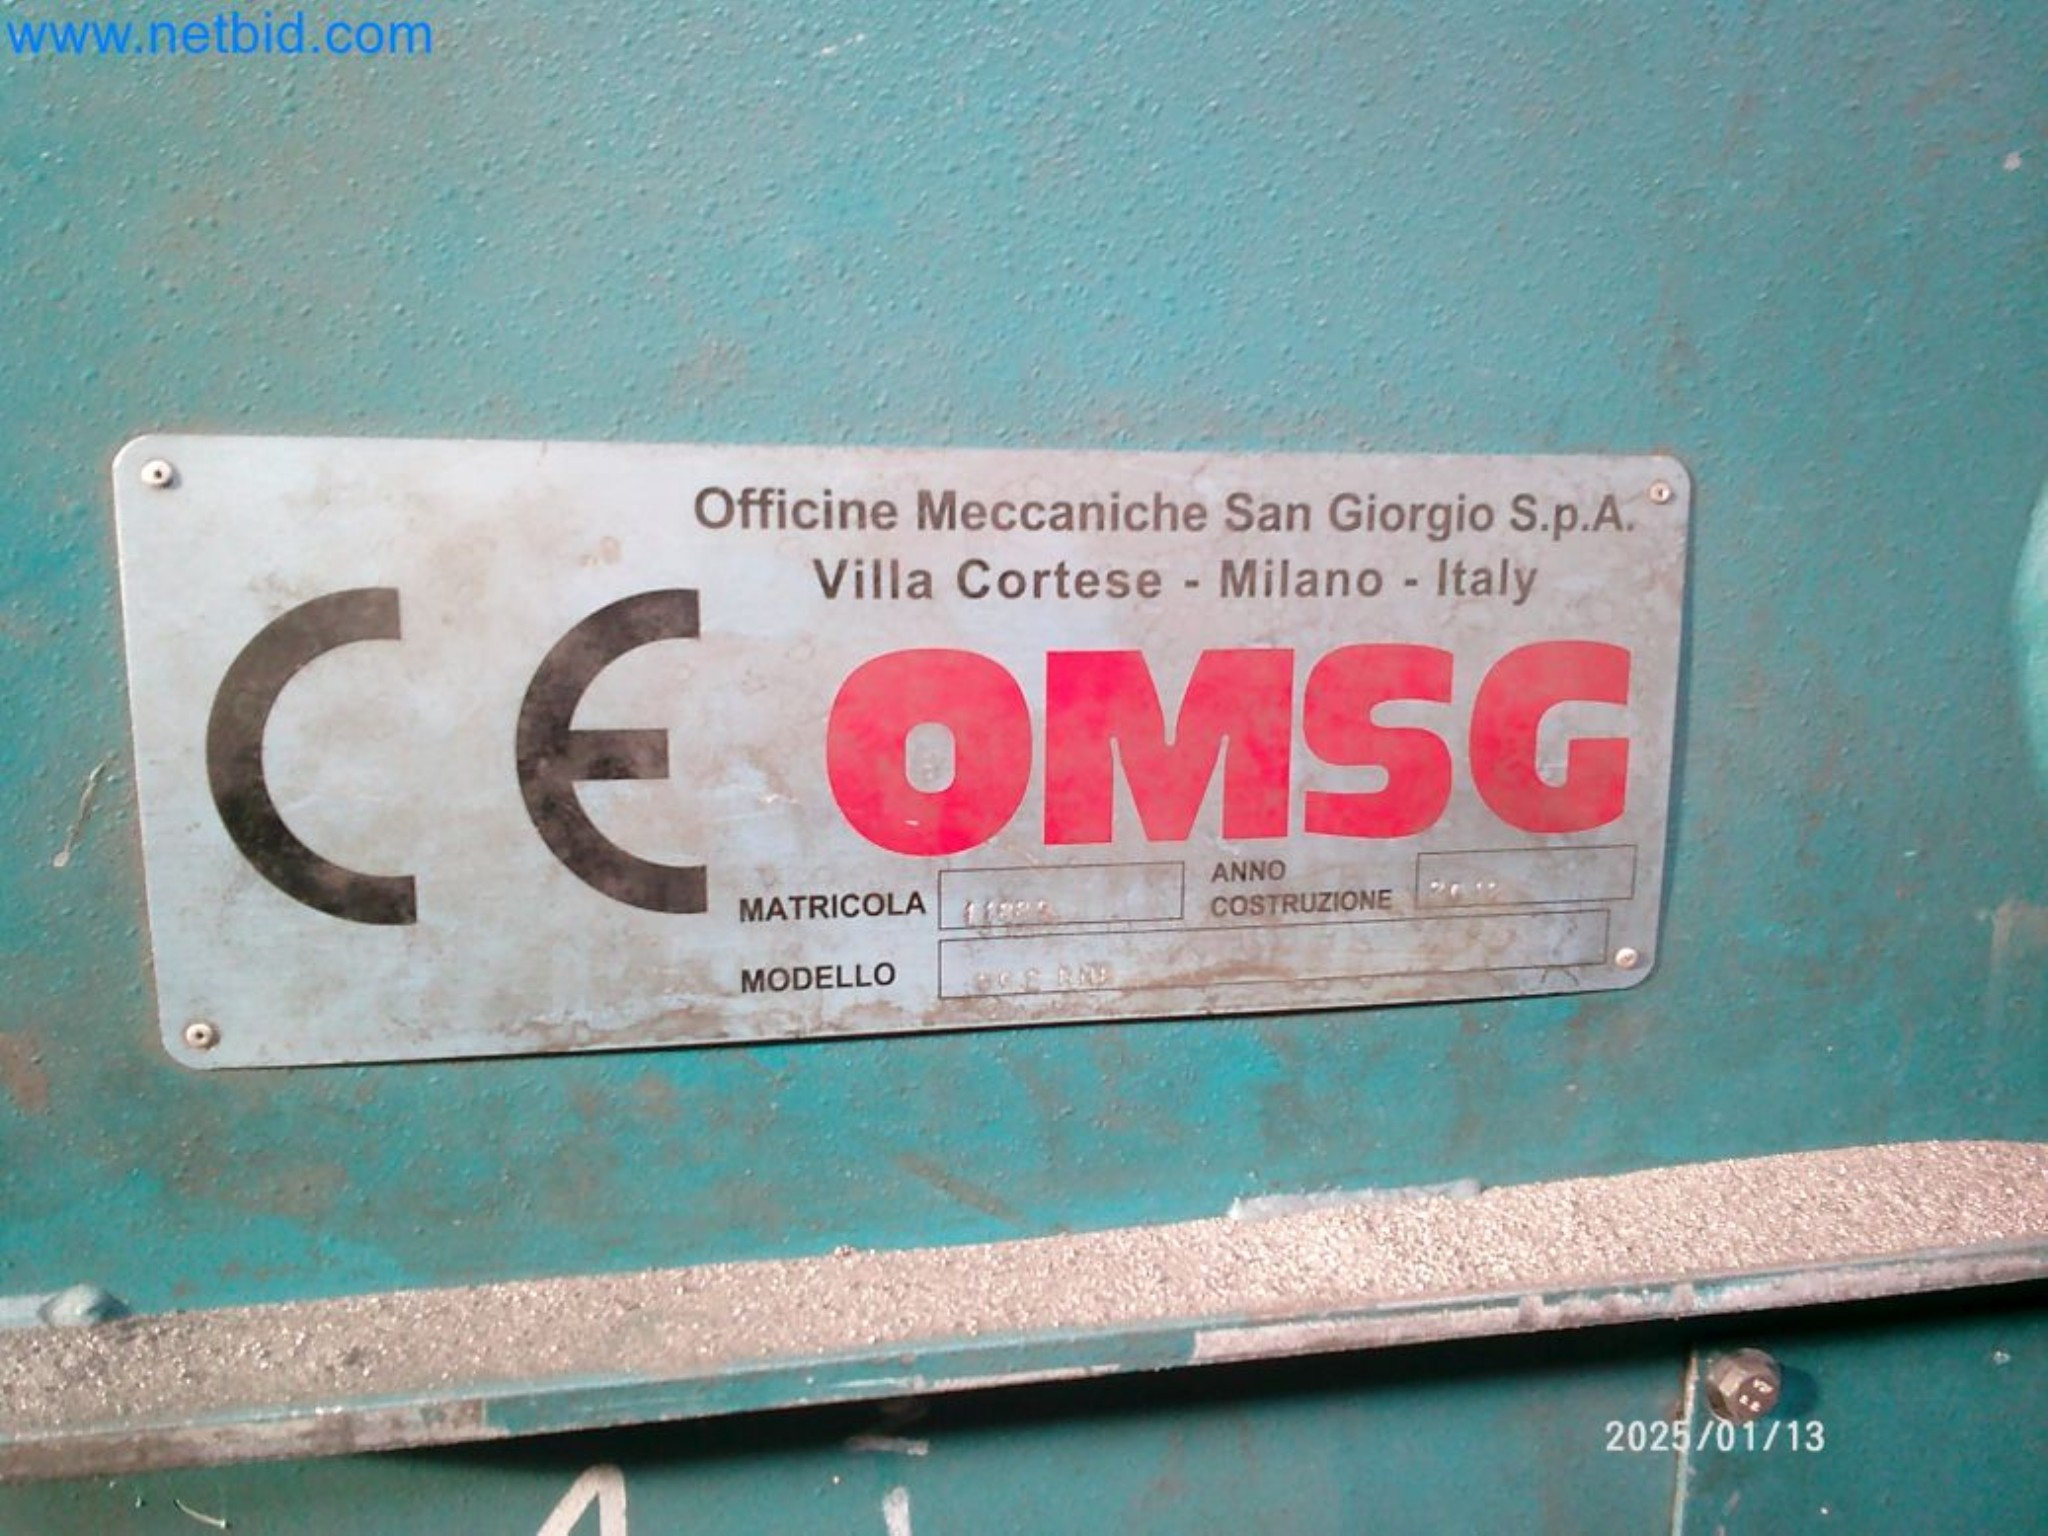 www.netbid.com
Officine Meccaniche San Giorgio S.p.A.
Villa Cortese - Milano - Italy
CE OMSG
MATRICOLA
ANNO
COSTRUZIONE
MODELLO
2025/01/13